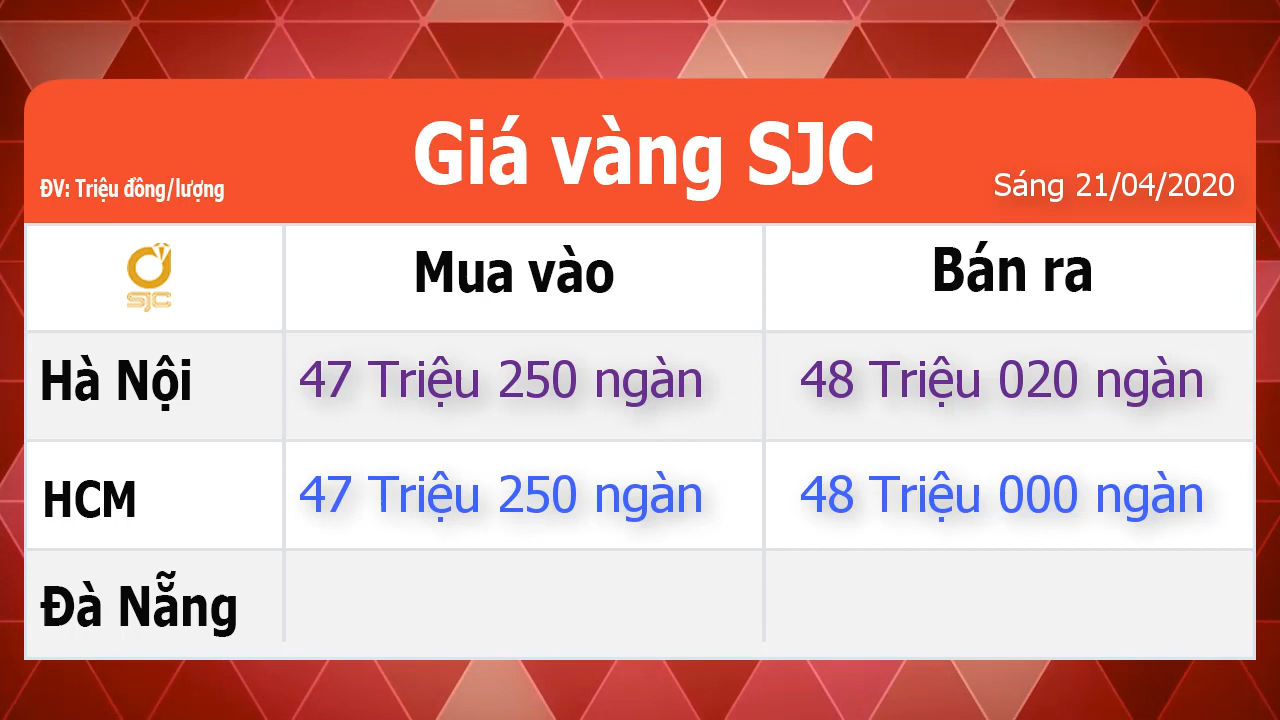 Giá vàng SJC
ĐV: Triệu đồng/lượng
Sáng 21/04/2020
SJC Mua vào Bán ra
Hà Nội 47 Triệu 250 ngàn 48 Triệu 020 ngàn
HCM 47 Triệu 250 ngàn 48 Triệu 000 ngàn
Đà Nẵng